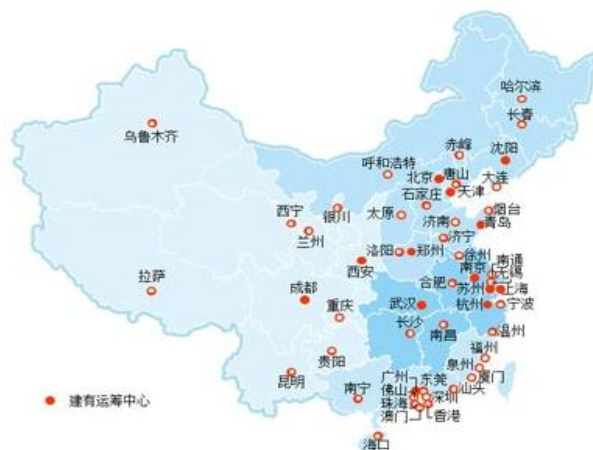 哈尔滨
长春
乌鲁木齐
赤峰
沈阳
呼和浩特
北京
唐山
大连
石家庄
天津
西宁
银川
太原
烟台
济南
青岛
兰州
济宁
洛阳
郑州
徐州
西安
南京
南通
无锡
拉萨
成都
合肥
苏州
上海
重庆
武汉
杭州
宁波
长沙
南昌
温州
贵阳
福州
泉州
昆明
广州
东莞
厦门
南宁
佛山
深圳
汕头
珠海
建有运筹中心
澳门
香港
海口